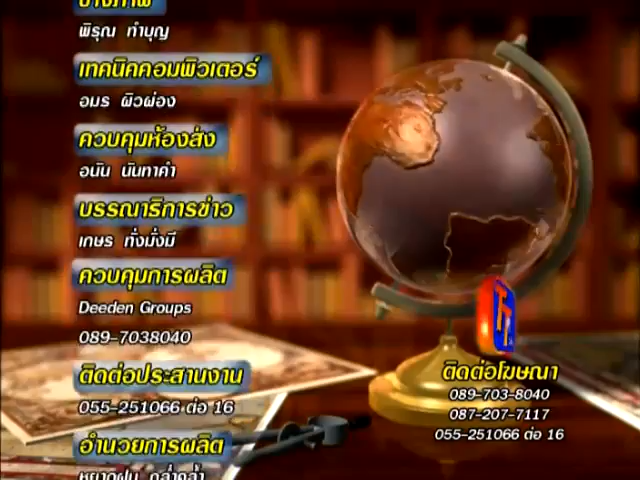 ช่างภาพ
พิรุณ ทำบุญ
เทคนิคคอมพิวเตอร์
อมร ผิวผ่อง
ควบคุมห้องส่ง
อนัน นันทาคำ
บรรณาธิการข่าว
เกษร ทั่งมั่งมี
ควบคุมการผลิต
Deeden Groups
089-7038040
ติดต่อประสานงาน
055-251066 ต่อ 16
อำนวยการผลิต
ติดต่อโฆษณา
089-703-8040
087-207-7117
055-251066 ต่อ 16